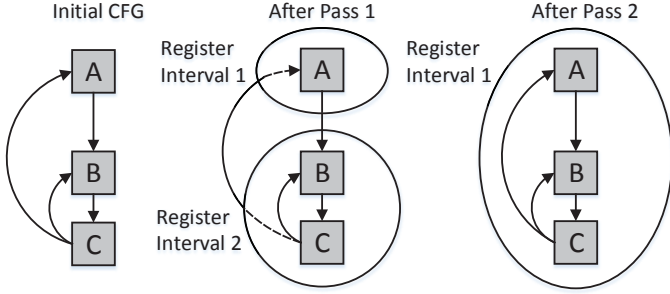 Initial CFG
A
B
C
After Pass 1
Register
Interval 1
A
B
Register
Interval 2
C
After Pass 2
Register
Interval 1
A
B
C